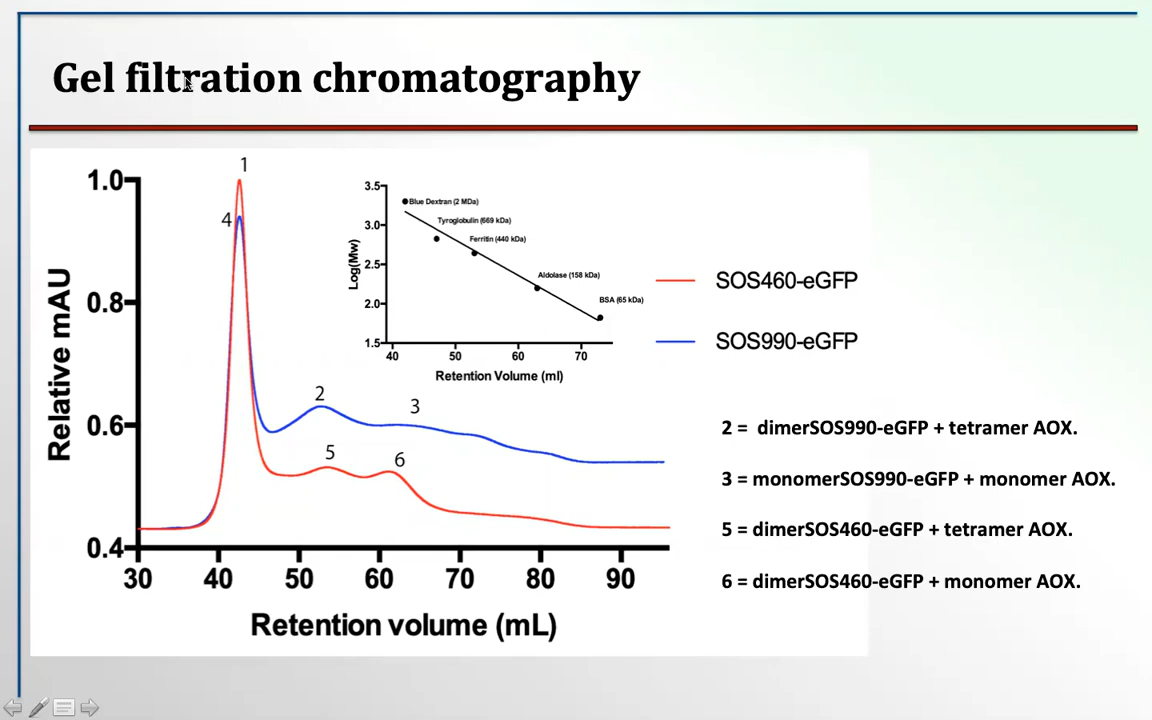 Gel filtration chromatography
1
4
2
3
5
6
1.0
0.8
0.6
0.4
Relative mAU
30 40 50 60 70 80 90
Retention volume (mL)
3.5
3.0
2.5
2.0
1.5
Log(Mw)
Blue Dextran (2 MDa)
Tyroglobulin (669 kDa)
Ferritin (440 kDa)
Aldolase (158 kDa)
BSA (65 kDa)
40 50 60 70
Retention Volume (ml)
SOS460-eGFP
SOS990-eGFP
2 = dimerSOS990-eGFP + tetramer AOX.
3 = monomerSOS990-eGFP + monomer AOX.
5 = dimerSOS460-eGFP + tetramer AOX.
6 = dimerSOS460-eGFP + monomer AOX.